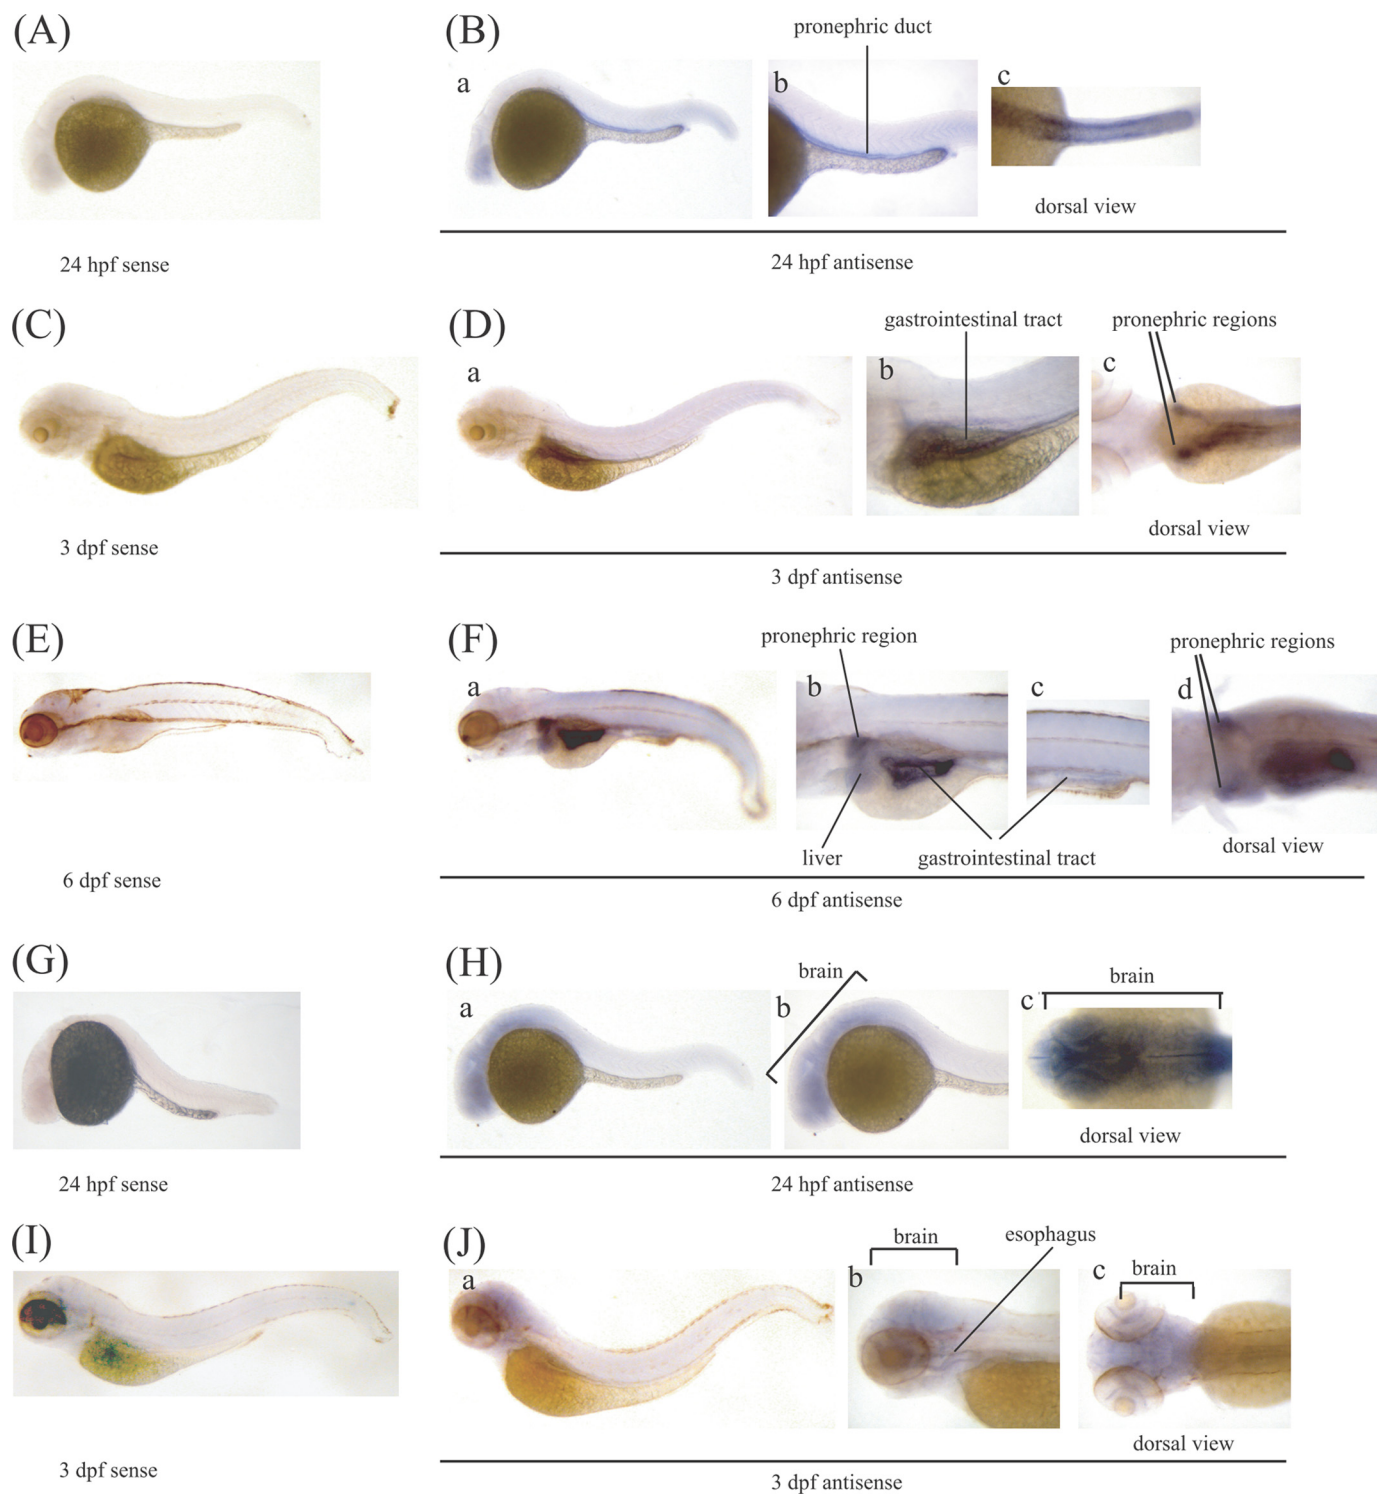 (A)
(B)
pronephric duct
a
b
c
dorsal view
24 hpf sense
24 hpf antisense
(C)
(D)
gastrointestinal tract
pronephric regions
a
b
c
dorsal view
3 dpf sense
3 dpf antisense
(E)
(F)
pronephric region
pronephric regions
a
b
c
d
liver
gastrointestinal tract
dorsal view
6 dpf sense
6 dpf antisense
(G)
(H)
brain
brain
a
b
c
dorsal view
24 hpf sense
24 hpf antisense
(I)
(J)
brain
esophagus
a
b
c
brain
dorsal view
3 dpf sense
3 dpf antisense